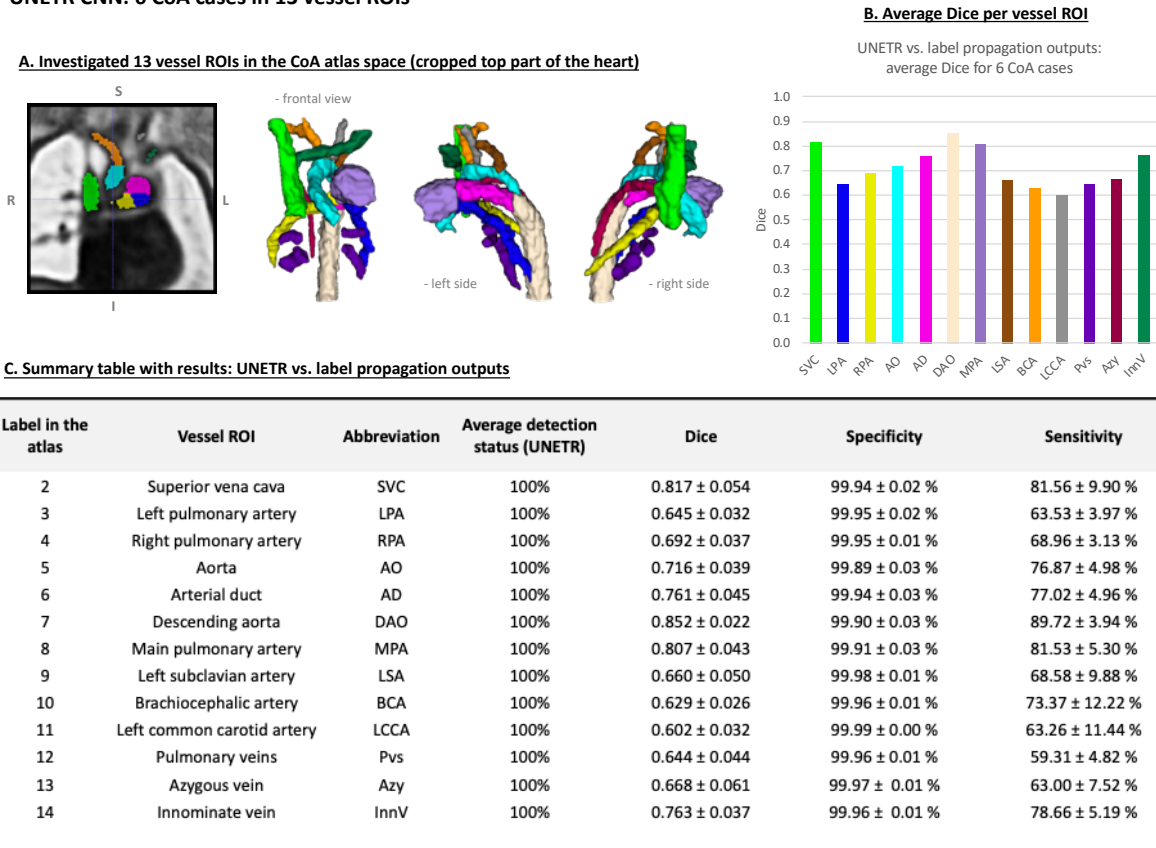 UNETR CNN: 6 CoA cases in 13 vessel ROIs
A. Investigated 13 vessel ROIs in the CoA atlas space (cropped top part of the heart)
S
R
L
I
- frontal view
- left side
- right side
B. Average Dice per vessel ROI
UNETR vs. label propagation outputs:
average Dice for 6 CoA cases
Dice
1.0
0.9
0.8
0.7
0.6
0.5
0.4
0.3
0.2
0.1
0.0
SVC LPA RPA AO AD DAO MPA LSA BCA LCCA Pvs Azy InnV
C. Summary table with results: UNETR vs. label propagation outputs
Label in the atlas Vessel ROI Abbreviation Average detection status (UNETR) Dice Specificity Sensitivity
2 Superior vena cava SVC 100% 0.817 ± 0.054 99.94 ± 0.02 % 81.56 ± 9.90 %
3 Left pulmonary artery LPA 100% 0.645 ± 0.032 99.95 ± 0.02 % 63.53 ± 3.97 %
4 Right pulmonary artery RPA 100% 0.692 ± 0.037 99.95 ± 0.01 % 68.96 ± 3.13 %
5 Aorta AO 100% 0.716 ± 0.039 99.89 ± 0.03 % 76.87 ± 4.98 %
6 Arterial duct AD 100% 0.761 ± 0.045 99.94 ± 0.03 % 77.02 ± 4.96 %
7 Descending aorta DAO 100% 0.852 ± 0.022 99.90 ± 0.03 % 89.72 ± 3.94 %
8 Main pulmonary artery MPA 100% 0.807 ± 0.043 99.91 ± 0.03 % 81.53 ± 5.30 %
9 Left subclavian artery LSA 100% 0.660 ± 0.050 99.98 ± 0.01 % 68.58 ± 9.88 %
10 Brachiocephalic artery BCA 100% 0.629 ± 0.026 99.96 ± 0.01 % 73.37 ± 12.22 %
11 Left common carotid artery LCCA 100% 0.602 ± 0.032 99.99 ± 0.00 % 63.26 ± 11.44 %
12 Pulmonary veins Pvs 100% 0.644 ± 0.044 99.96 ± 0.01 % 59.31 ± 4.82 %
13 Azygous vein Azy 100% 0.668 ± 0.061 99.97 ± 0.01 % 63.00 ± 7.52 %
14 Innominate vein InnV 100% 0.763 ± 0.037 99.96 ± 0.01 % 78.66 ± 5.19 %